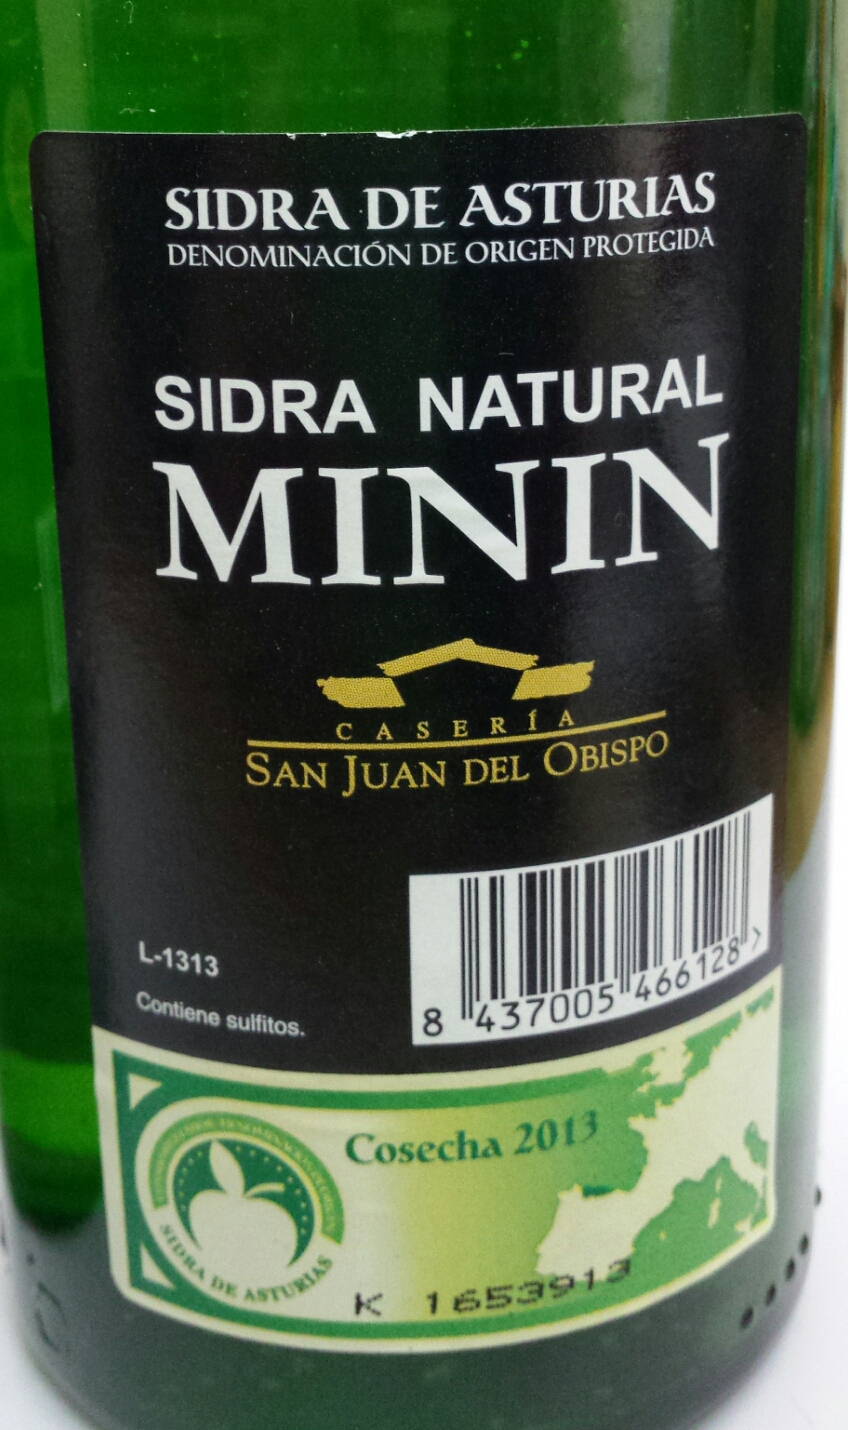 SIDRA DE ASTURIAS
DENOMINACIÓN DE ORIGEN PROTEGIDA
SIDRA NATURAL
MININ
CASERÍA
SAN JUAN DEL OBISPO
L-1313
Contiene sulfitos.
8 437005 466128 >
Cosecha 2013
SIDRA DE ASTURIAS
K 1653913